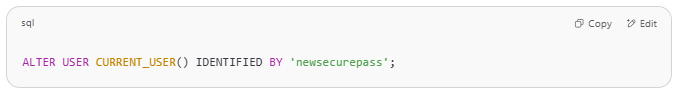 sql Copy Edit
ALTER USER CURRENT_USER() IDENTIFIED BY 'newsecurepass';